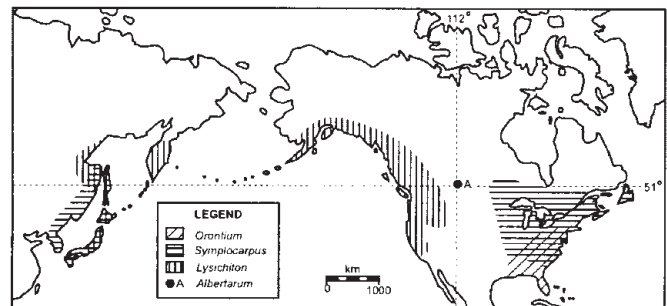 112°
A
51°
LEGEND
Orontium
Symplocarpus
Lysichiton
A Albertarum
km
0 1000